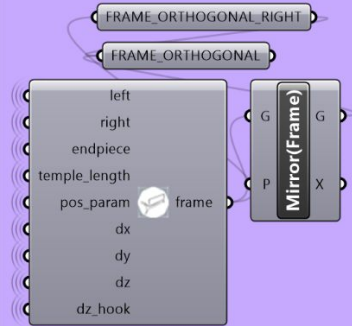 FRAME_ORTHOGONAL_RIGHT
FRAME_ORTHOGONAL
left
right
endpiece
temple_length
pos_param
dx
dy
dz
dz_hook
frame
G
P
Mirror(Frame)
G
X